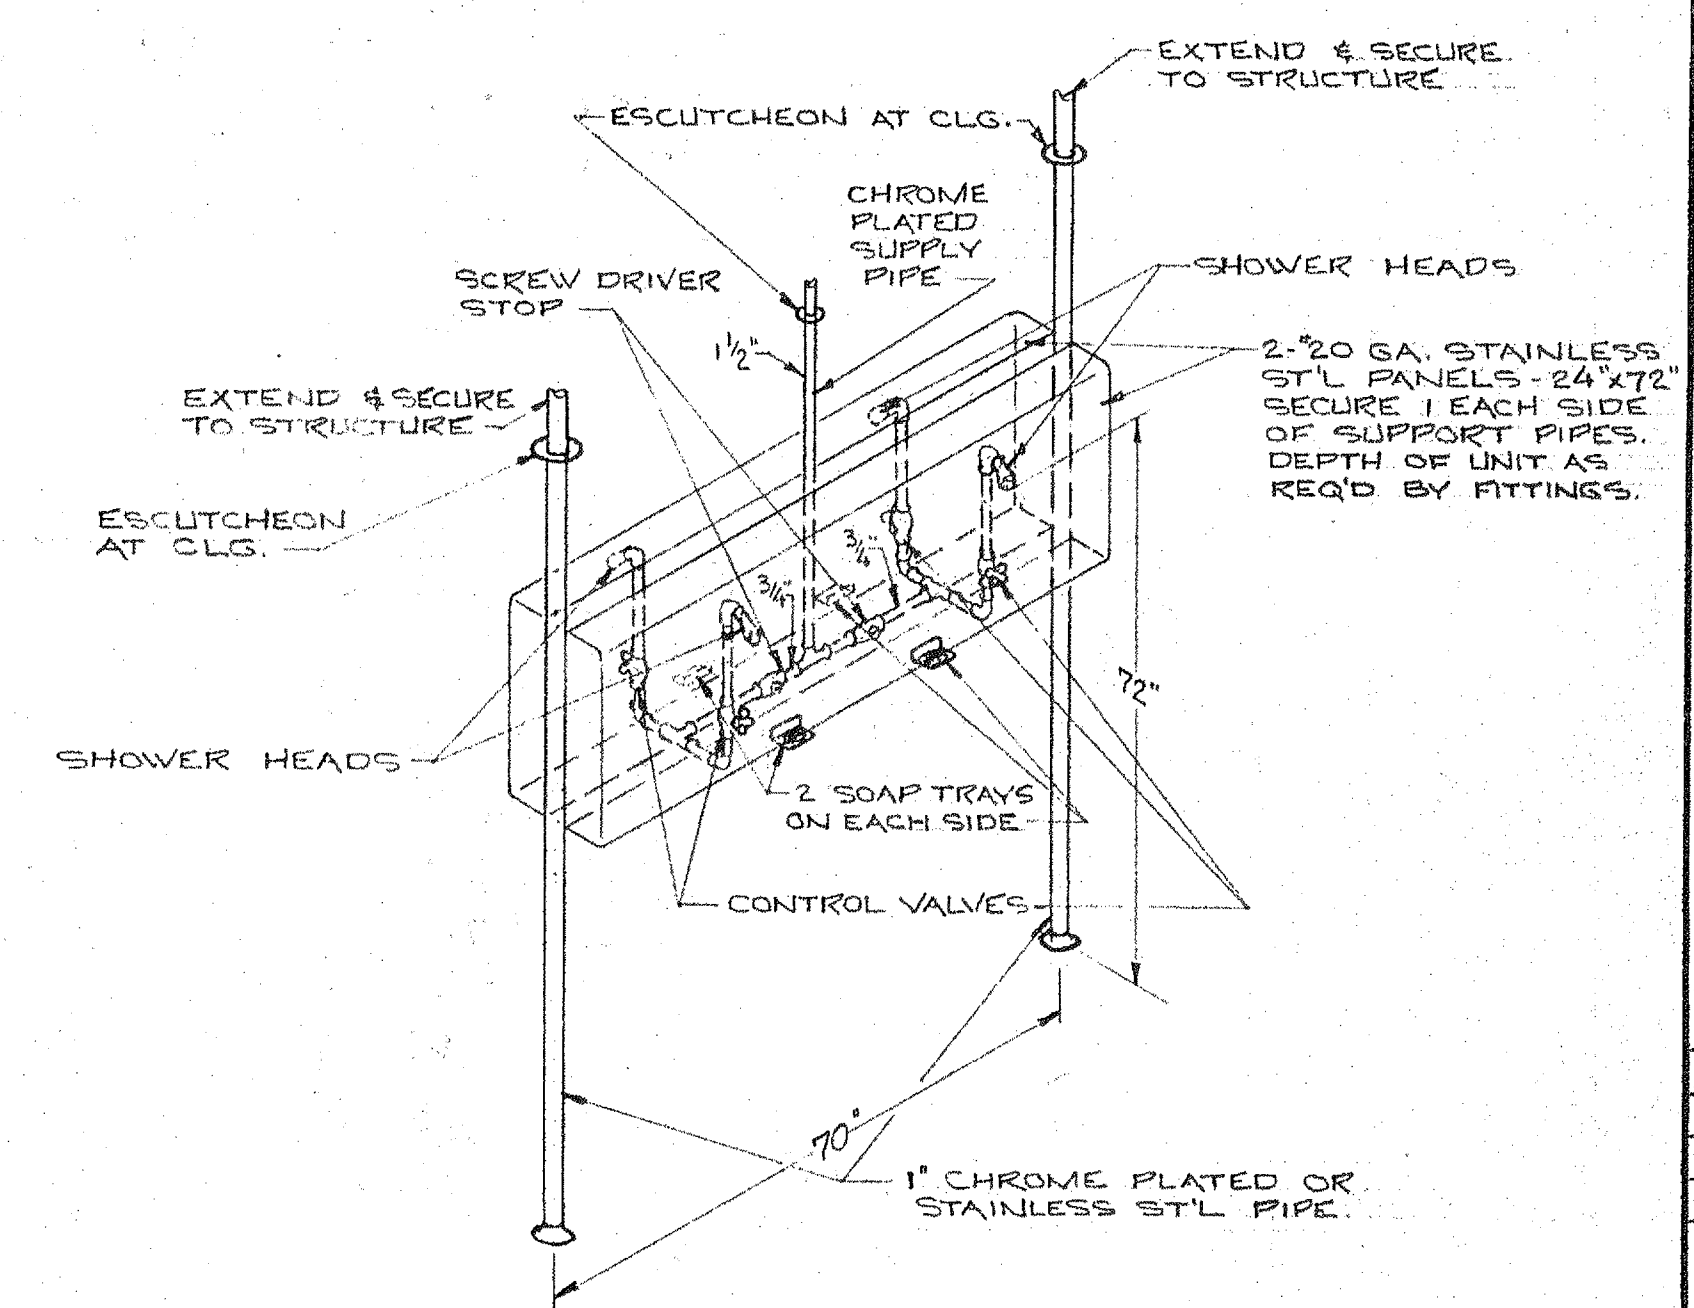 EXTEND & SECURE
TO STRUCTURE
ESCUTCHEON AT CLG.
CHROME
PLATED
SUPPLY
PIPE
SHOWER HEADS
SCREW DRIVER
STOP
1 1/2"
2-#20 GA. STAINLESS
ST'L PANELS - 24"x72"
SECURE 1 EACH SIDE
OF SUPPORT PIPES.
DEPTH OF UNIT AS
REQ'D BY FITTINGS.
EXTEND & SECURE
TO STRUCTURE
ESCUTCHEON
AT CLG.
3/4"
3/4"
72"
SHOWER HEADS
2 SOAP TRAYS
ON EACH SIDE
CONTROL VALVES
70"
1" CHROME PLATED OR
STAINLESS ST'L PIPE.